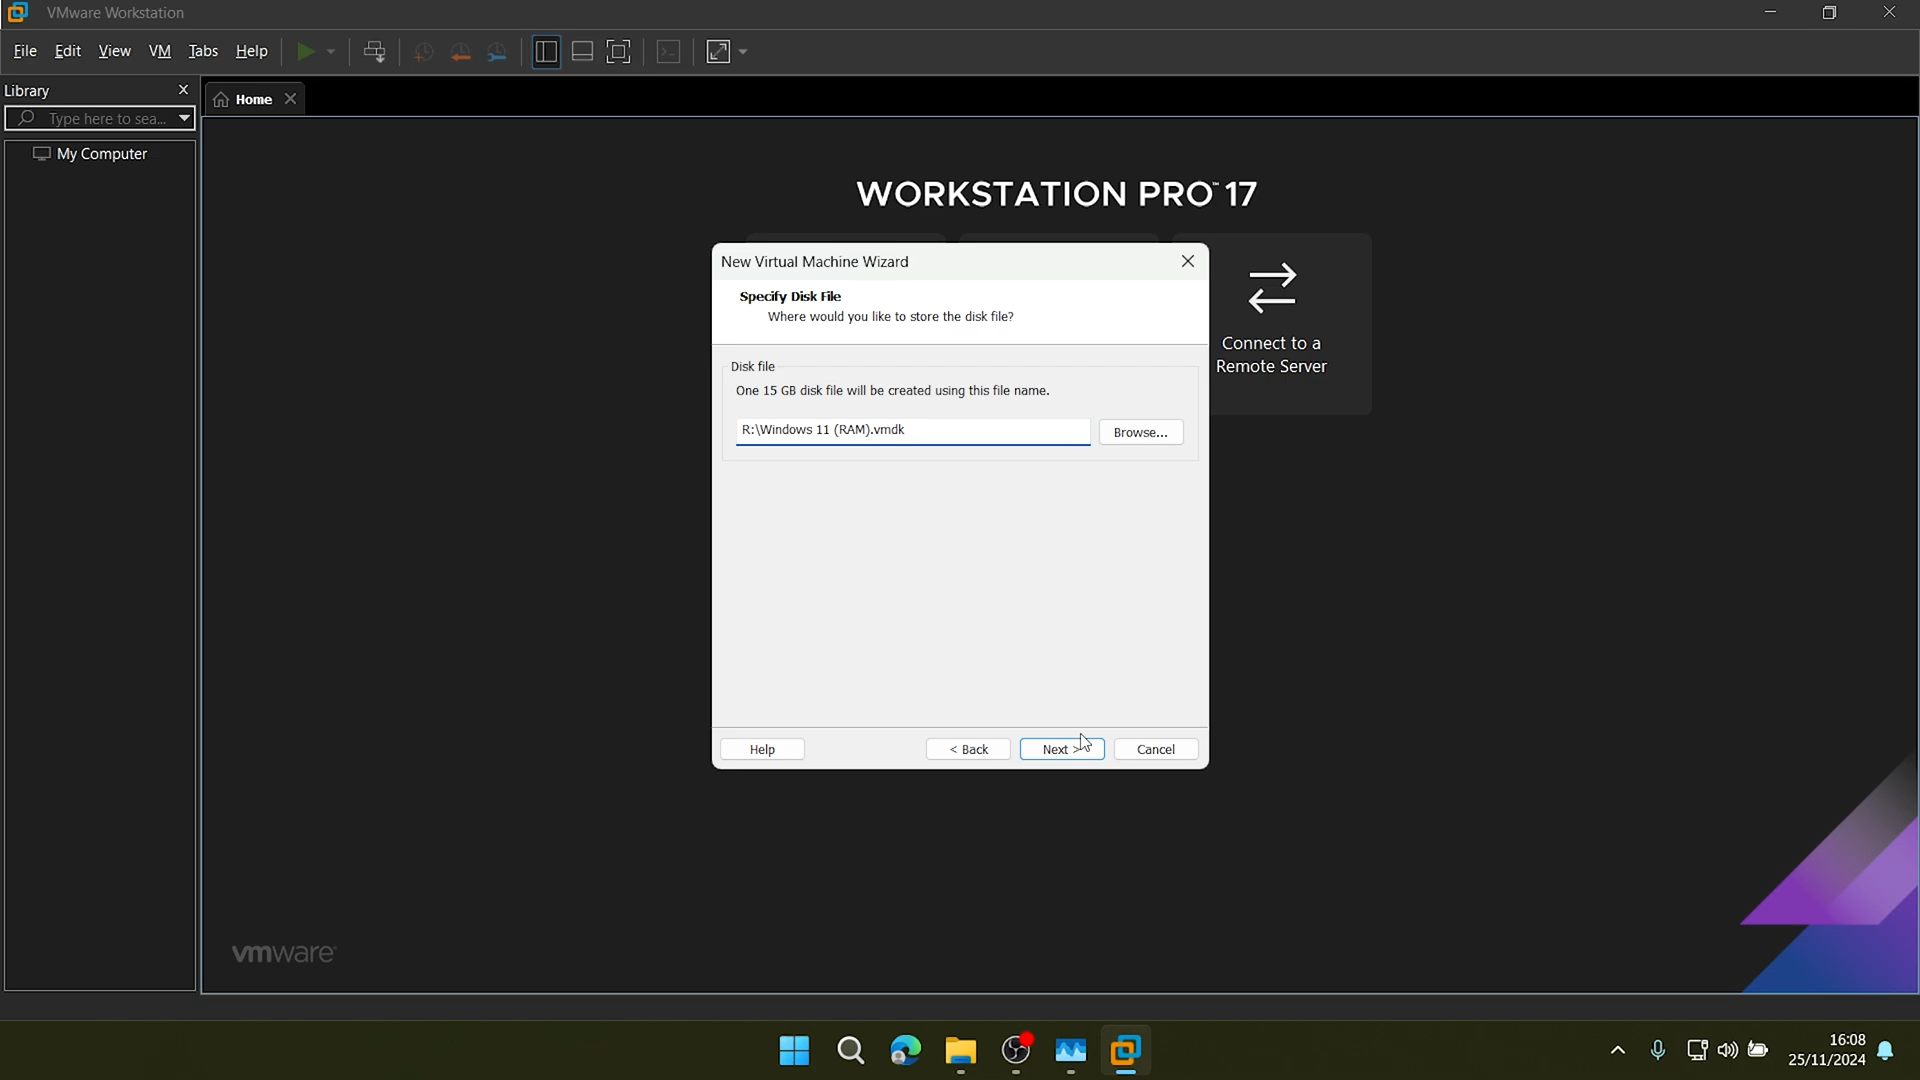 VMware Workstation
File Edit View VM Tabs Help
Library
Type here to sea...
My Computer
Home
WORKSTATION PRO™ 17
New Virtual Machine Wizard
Specify Disk File
Where would you like to store the disk file?
Disk file
One 15 GB disk file will be created using this file name.
R:\Windows 11 (RAM).vmdk
Browse...
Connect to a
Remote Server
Help
< Back
Next >
Cancel
vmware
16:08
25/11/2024